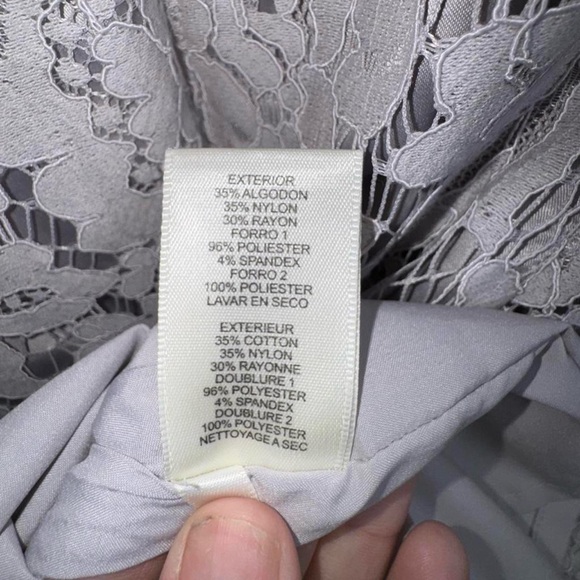 EXTERIOR
35% ALGODON
35% NYLON
30% RAYON
FORRO 1
96% POLIESTER
4% SPANDEX
FORRO 2
100% POLIESTER
LAVAR EN SECO
EXTERIEUR
35% COTTON
35% NYLON
30% RAYONNE
DOUBLURE 1
96% POLYESTER
4% SPANDEX
DOUBLURE 2
100% POLYESTER
NETTOYAGE A SEC